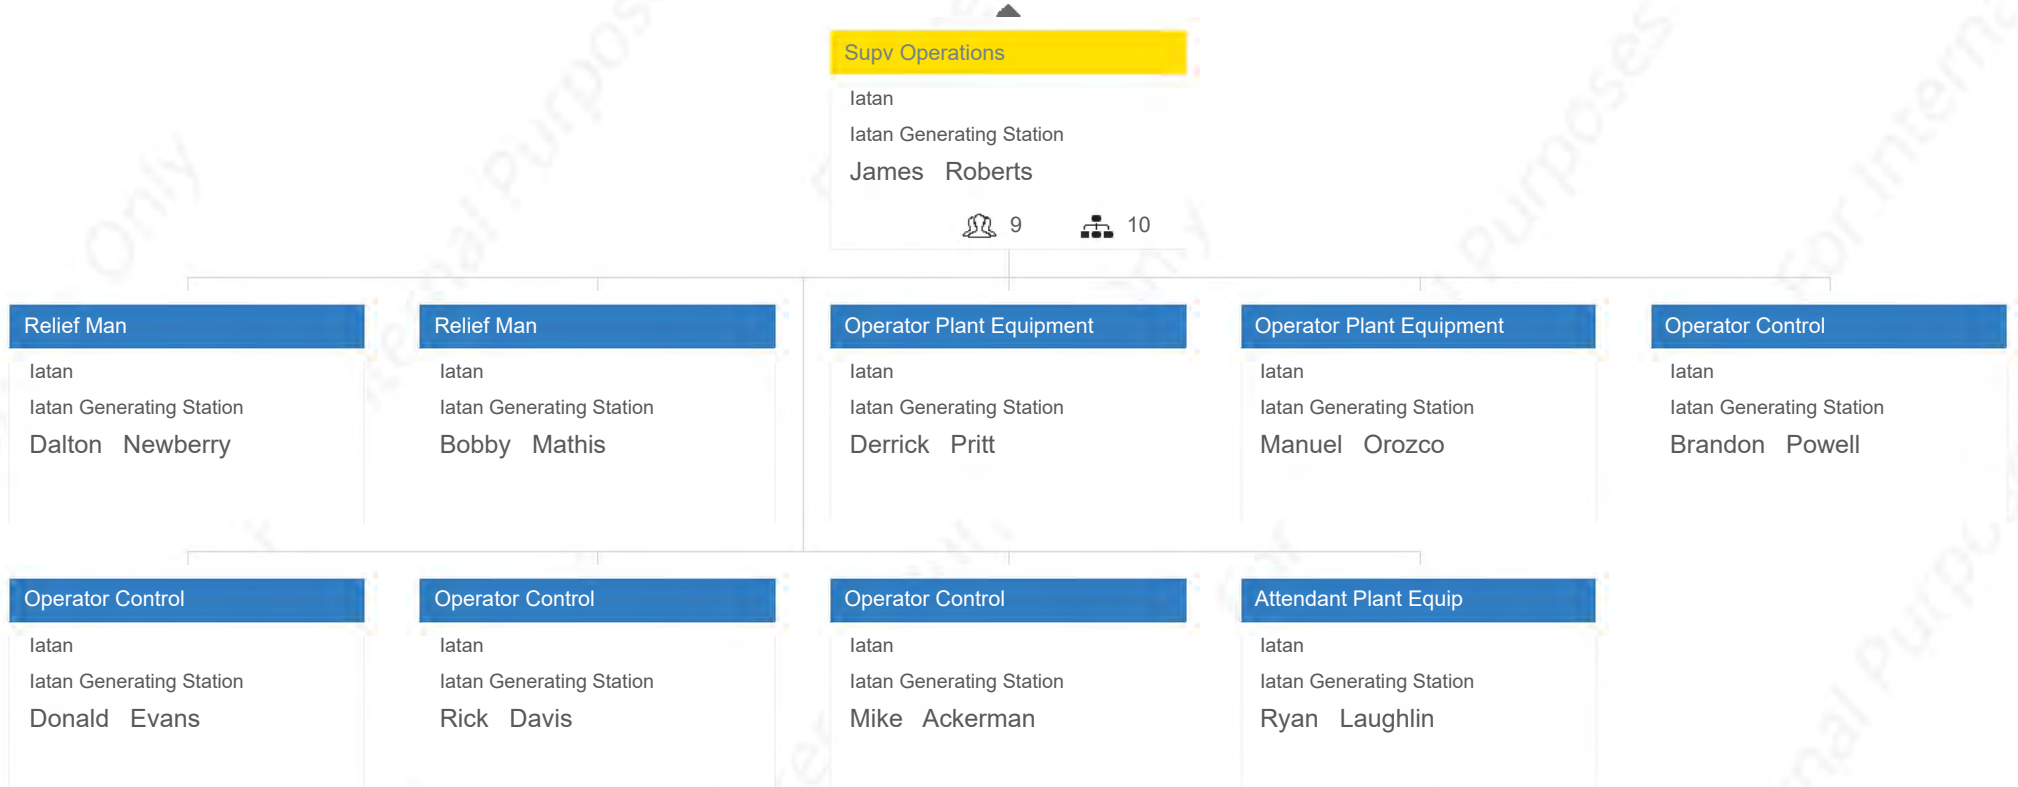 Supv Operations
Iatan
Iatan Generating Station
James Roberts
9 10
Relief Man
Iatan
Iatan Generating Station
Dalton Newberry
Relief Man
Iatan
Iatan Generating Station
Bobby Mathis
Operator Plant Equipment
Iatan
Iatan Generating Station
Derrick Pritt
Operator Plant Equipment
Iatan
Iatan Generating Station
Manuel Orozco
Operator Control
Iatan
Iatan Generating Station
Brandon Powell
Operator Control
Iatan
Iatan Generating Station
Donald Evans
Operator Control
Iatan
Iatan Generating Station
Rick Davis
Operator Control
Iatan
Iatan Generating Station
Mike Ackerman
Attendant Plant Equip
Iatan
Iatan Generating Station
Ryan Laughlin